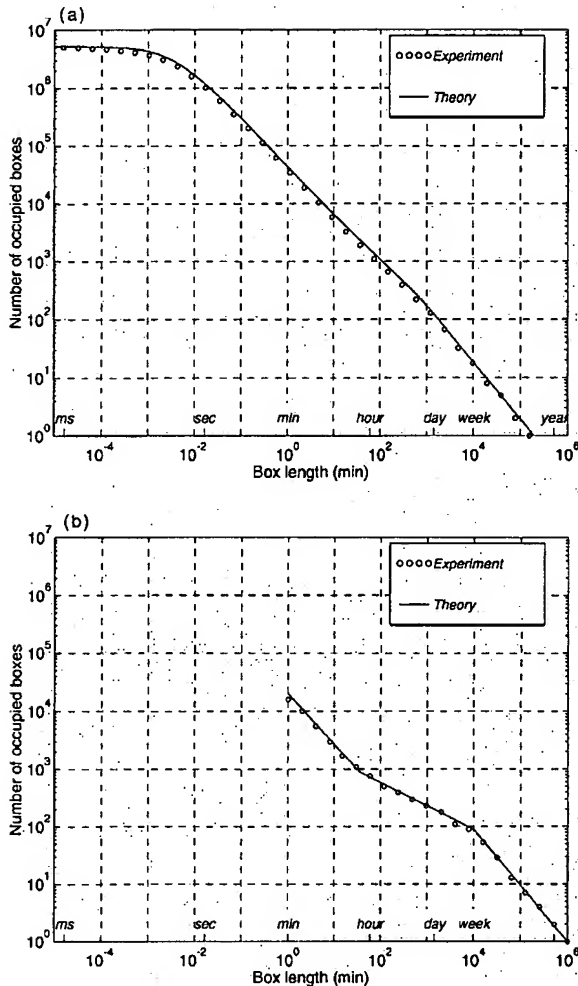 (a)
10^7
10^6
10^5
10^4
10^3
10^2
10^1
10^0
Number of occupied boxes
Experiment
Theory
ms sec min hour day week year
10^-4 10^-2 10^0 10^2 10^4 10^6
Box length (min)
(b)
10^7
10^6
10^5
10^4
10^3
10^2
10^1
10^0
Number of occupied boxes
Experiment
Theory
ms sec min hour day week
10^-4 10^-2 10^0 10^2 10^4 10^6
Box length (min)